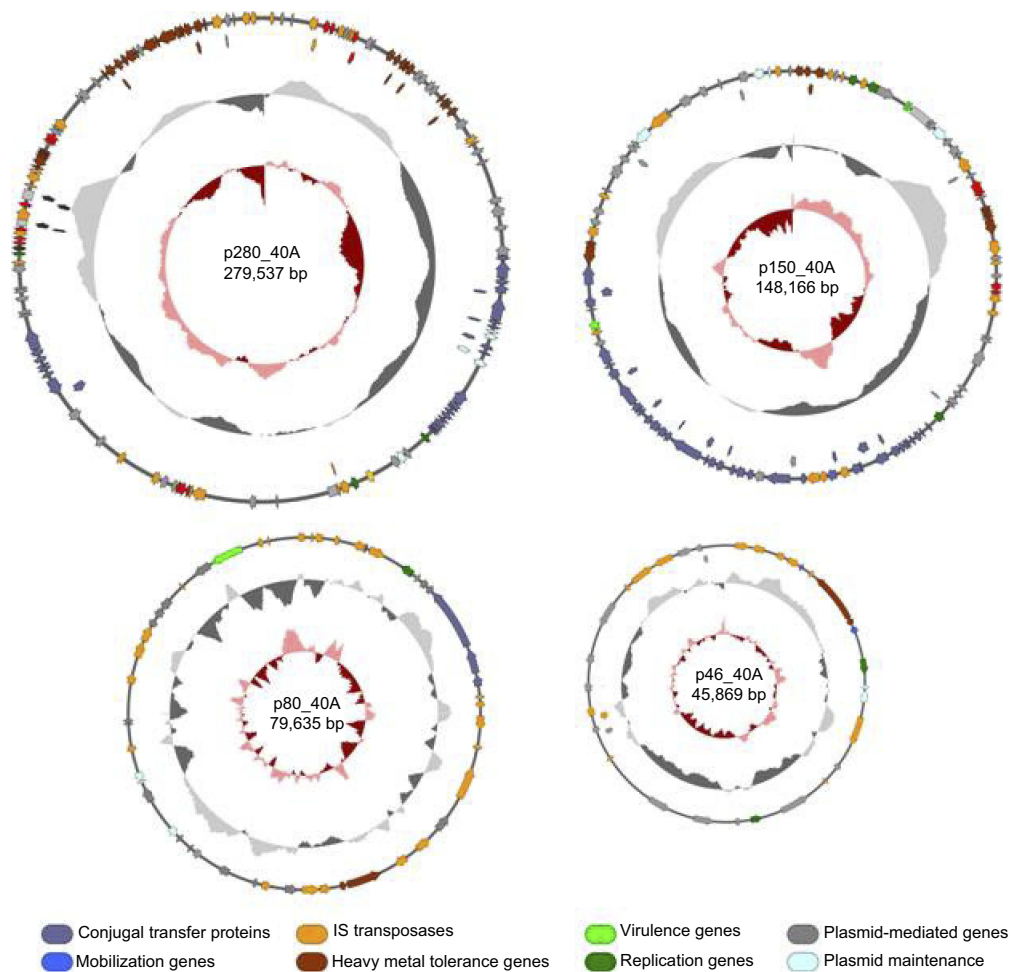 p280_40A
279,537 bp
p150_40A
148,166 bp
p80_40A
79,635 bp
p46_40A
45,869 bp
Conjugal transfer proteins
IS transposases
Virulence genes
Plasmid-mediated genes
Mobilization genes
Heavy metal tolerance genes
Replication genes
Plasmid maintenance